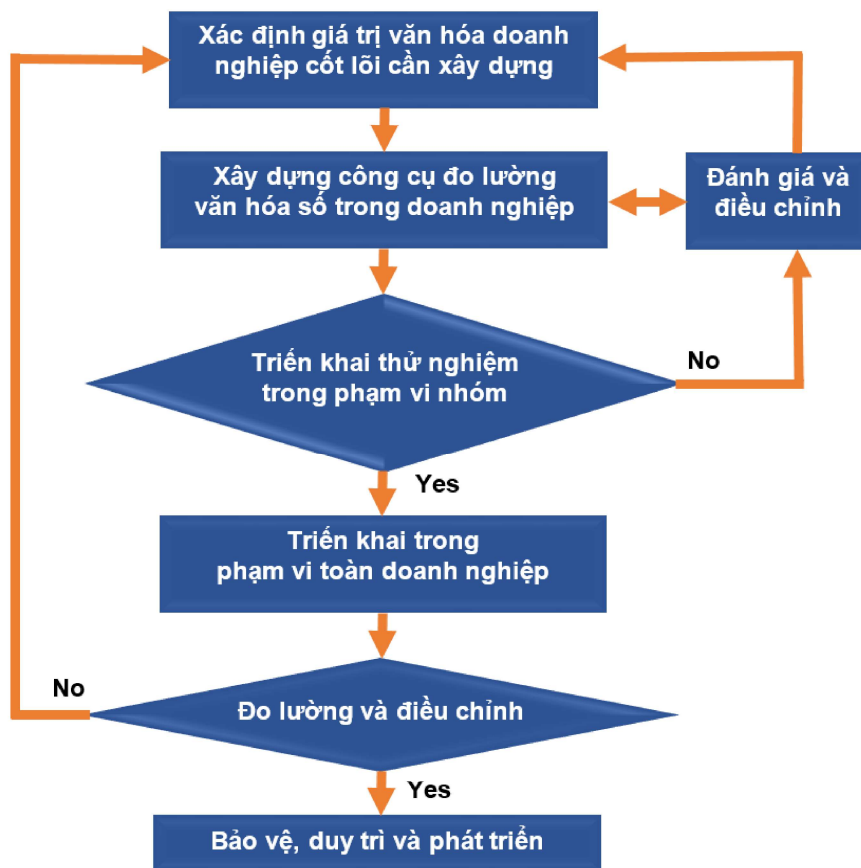 Xác định giá trị văn hóa doanh
nghiệp cốt lõi cần xây dựng
Xây dựng công cụ đo lường
văn hóa số trong doanh nghiệp
Đánh giá và
điều chỉnh
Triển khai thử nghiệm
trong phạm vi nhóm
No
Yes
Triển khai trong
phạm vi toàn doanh nghiệp
No
Đo lường và điều chỉnh
Yes
Bảo vệ, duy trì và phát triển